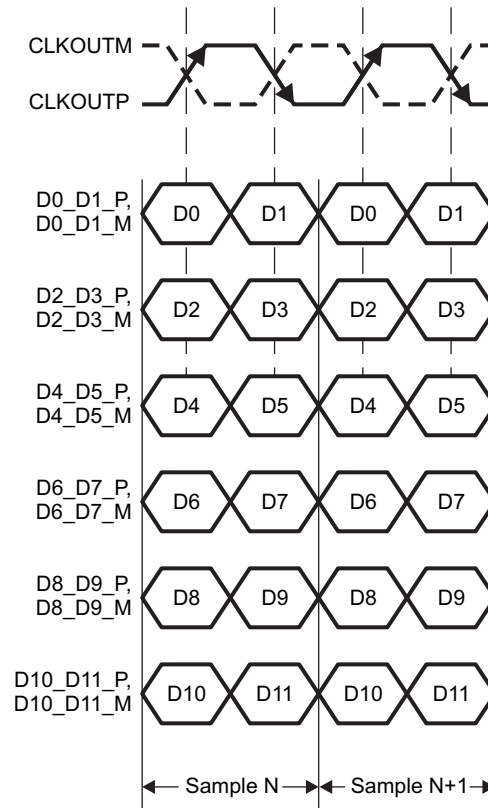 CLKOUTM
CLKOUTP
D0_D1_P,
D0_D1_M
D0 D1 D0 D1
D2_D3_P,
D2_D3_M
D2 D3 D2 D3
D4_D5_P,
D4_D5_M
D4 D5 D4 D5
D6_D7_P,
D6_D7_M
D6 D7 D6 D7
D8_D9_P,
D8_D9_M
D8 D9 D8 D9
D10_D11_P,
D10_D11_M
D10 D11 D10 D11
Sample N Sample N+1